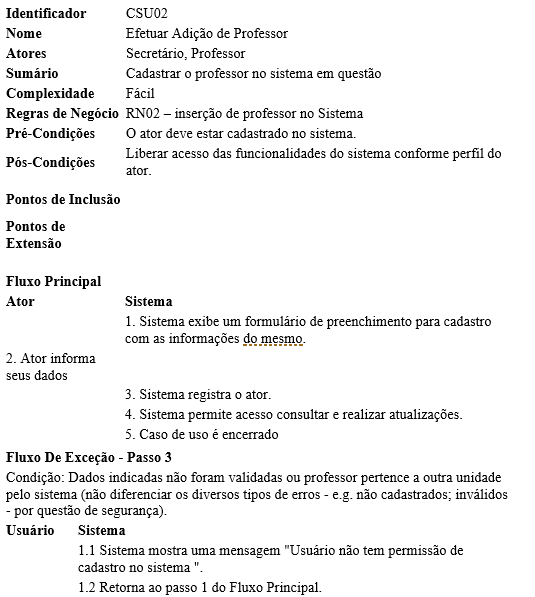 Identificador CSU02
Nome Efetuar Adição de Professor
Atores Secretário, Professor
Sumário Cadastrar o professor no sistema em questão
Complexidade Fácil
Regras de Negócio RN02 – inserção de professor no Sistema
Pré-Condições O ator deve estar cadastrado no sistema.
Pós-Condições Liberar acesso das funcionalidades do sistema conforme perfil do
ator.
Pontos de Inclusão
Pontos de
Extensão
Fluxo Principal
Ator Sistema
1. Sistema exibe um formulário de preenchimento para cadastro
com as informações do mesmo.
2. Ator informa
seus dados
3. Sistema registra o ator.
4. Sistema permite acesso consultar e realizar atualizações.
5. Caso de uso é encerrado
Fluxo De Exceção - Passo 3
Condição: Dados indicadas não foram validadas ou professor pertence a outra unidade
pelo sistema (não diferenciar os diversos tipos de erros - e.g. não cadastrados; inválidos
- por questão de segurança).
Usuário Sistema
1.1 Sistema mostra uma mensagem "Usuário não tem permissão de
cadastro no sistema ".
1.2 Retorna ao passo 1 do Fluxo Principal.